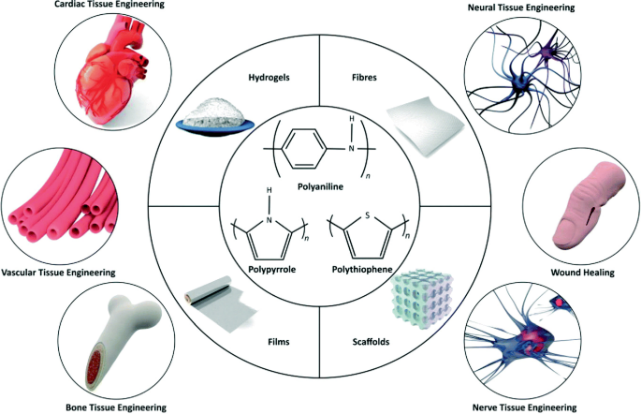 Cardiac Tissue Engineering
Neural Tissue Engineering
Hydrogels
Fibres
H
N
n
Polyaniline
H
N
n
S
n
Polypyrrole
Polythiophene
Vascular Tissue Engineering
Wound Healing
Films
Scaffolds
Bone Tissue Engineering
Nerve Tissue Engineering